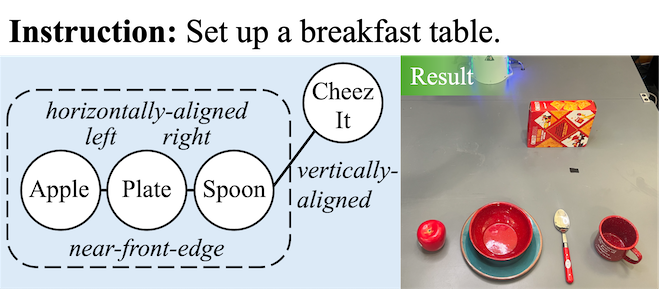 Instruction: Set up a breakfast table.
horizontally-aligned
left right
Apple Plate Spoon
near-front-edge
Cheez
It
vertically-
aligned
Result